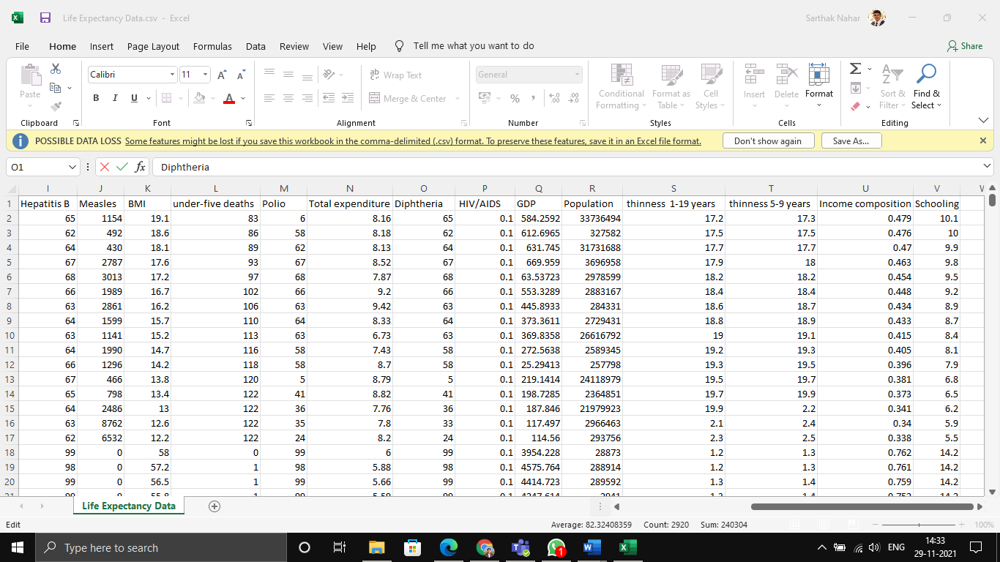 Life Expectancy Data.csv - Excel Sarthak Nahar
File Home Insert Page Layout Formulas Data Review View Help Tell me what you want to do Share
Paste Calibri 11 A A B I U A ab Wrap Text Merge & Center General % , Conditional Formatting Format as Table Cell Styles Insert Delete Format Sort & Filter Find & Select
Clipboard Font Alignment Number Styles Cells Editing
POSSIBLE DATA LOSS Some features might be lost if you save this workbook in the comma-delimited (.csv) format. To preserve these features, save it in an Excel file format. Don't show again Save As...
O1 fx Diphtheria
I J K L M N O P Q R S T U V
1 Hepatitis B Measles BMI under-five deaths Polio Total expenditure Diphtheria HIV/AIDS GDP Population thinness 1-19 years thinness 5-9 years Income composition Schooling
2 65 1154 19.1 83 6 8.16 65 0.1 584.2592 33736494 17.2 17.3 0.479 10.1
3 62 492 18.6 86 58 8.18 62 0.1 612.6965 327582 17.5 17.5 0.476 10
4 64 430 18.1 89 62 8.13 64 0.1 631.745 31731688 17.7 17.7 0.47 9.9
5 67 2787 17.6 93 67 8.52 67 0.1 669.959 3696958 17.9 18 0.463 9.8
6 68 3013 17.2 97 68 7.87 68 0.1 63.53723 2978599 18.2 18.2 0.454 9.5
7 66 1989 16.7 102 66 9.2 66 0.1 553.3289 2883167 18.4 18.4 0.448 9.2
8 63 2861 16.2 106 63 9.42 63 0.1 445.8933 284331 18.6 18.7 0.434 8.9
9 64 1599 15.7 110 64 8.33 64 0.1 373.3611 2729431 18.8 18.9 0.433 8.7
10 63 1141 15.2 113 63 6.73 63 0.1 369.8358 26616792 19 19.1 0.415 8.4
11 64 1990 14.7 116 58 7.43 58 0.1 272.5638 2589345 19.2 19.3 0.405 8.1
12 66 1296 14.2 118 58 8.7 58 0.1 25.29413 257798 19.3 19.5 0.396 7.9
13 67 466 13.8 120 5 8.79 5 0.1 219.1414 24118979 19.5 19.7 0.381 6.8
14 65 798 13.4 122 41 8.82 41 0.1 198.7285 2364851 19.7 19.9 0.373 6.5
15 64 2486 13 122 36 7.76 36 0.1 187.846 21979923 19.9 2.2 0.341 6.2
16 63 8762 12.6 122 35 7.8 33 0.1 117.497 2966463 2.1 2.4 0.34 5.9
17 62 6532 12.2 122 24 8.2 24 0.1 114.56 293756 2.3 2.5 0.338 5.5
18 99 0 58 0 99 6 99 0.1 3954.228 28873 1.2 1.3 0.762 14.2
19 98 0 57.2 1 98 5.88 98 0.1 4575.764 288914 1.2 1.3 0.761 14.2
20 99 0 56.5 1 99 5.66 99 0.1 4414.723 289592 1.3 1.4 0.759 14.2
Life Expectancy Data
Edit Average: 82.32408359 Count: 2920 Sum: 240304 100%
Type here to search 1 ENG 14:33
29-11-2021